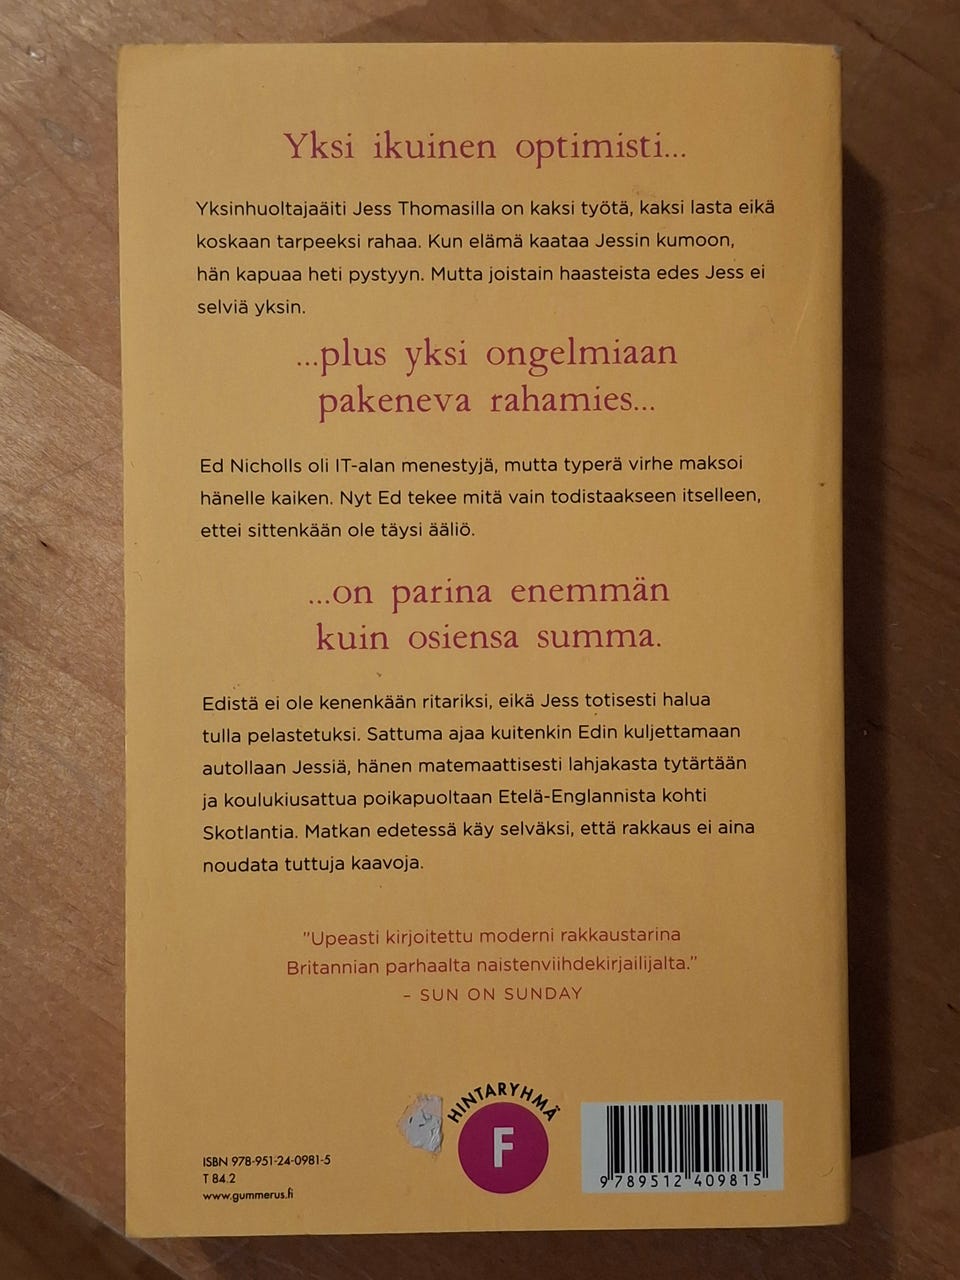 Yksi ikuinen optimisti...
Yksinhuoltajaäiti Jess Thomasilla on kaksi työtä, kaksi lasta eikä
koskaan tarpeeksi rahaa. Kun elämä kaataa Jessin kumoon,
hän kapuaa heti pystyyn. Mutta joistain haasteista edes Jess ei
selviä yksin.
...plus yksi ongelmiaan
pakeneva rahamies...
Ed Nicholls oli IT-alan menestyjä, mutta typerä virhe maksoi
hänelle kaiken. Nyt Ed tekee mitä vain todistaakseen itselleen,
ettei sittenkään ole täysi ääliö.
...on parina enemmän
kuin osiensa summa.
Edistä ei ole kenenkään ritariksi, eikä Jess totisesti halua
tulla pelastetuksi. Sattuma ajaa kuitenkin Edin kuljettamaan
autollaan Jessiä, hänen matemaattisesti lahjakasta tytärtään
ja koulukiusattua poikapuoltaan Etelä-Englannista kohti
Skotlantia. Matkan edetessä käy selväksi, että rakkaus ei aina
noudata tuttuja kaavoja.
”Upeasti kirjoitettu moderni rakkaustarina
Britannian parhaalta naistenviihdekirjailijalta.”
– SUN ON SUNDAY
HINTARYHMÄ
F
ISBN 978-951-24-0981-5
T 84.2
www.gummerus.fi
9 789512 409815